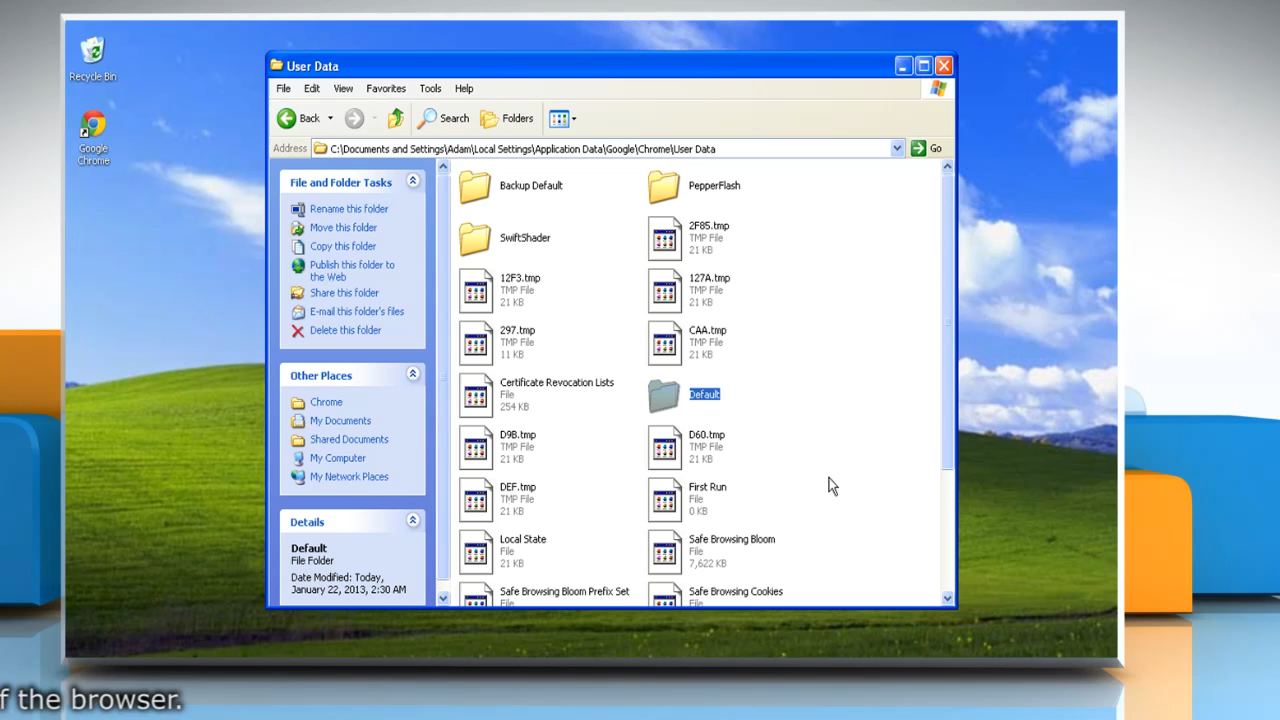 Recycle Bin
Google
Chrome
User Data
File Edit View Favorites Tools Help
Back Search Folders
Address C:\Documents and Settings\Adam\Local Settings\Application Data\Google\Chrome\User Data Go
File and Folder Tasks
Rename this folder
Move this folder
Copy this folder
Publish this folder to
the Web
Share this folder
E-mail this folder's files
Delete this folder
Other Places
Chrome
My Documents
Shared Documents
My Computer
My Network Places
Details
Default
File Folder
Date Modified: Today,
January 22, 2013, 2:30 AM
Backup Default
PepperFlash
SwiftShader
2F85.tmp
TMP File
21 KB
12F3.tmp
TMP File
21 KB
127A.tmp
TMP File
21 KB
297.tmp
TMP File
11 KB
CAA.tmp
TMP File
21 KB
Certificate Revocation Lists
File
254 KB
Default
D9B.tmp
TMP File
21 KB
D60.tmp
TMP File
21 KB
DEF.tmp
TMP File
21 KB
First Run
File
0 KB
Local State
File
21 KB
Safe Browsing Bloom
File
7,622 KB
Safe Browsing Bloom Prefix Set
File
Safe Browsing Cookies
File
f the browser.